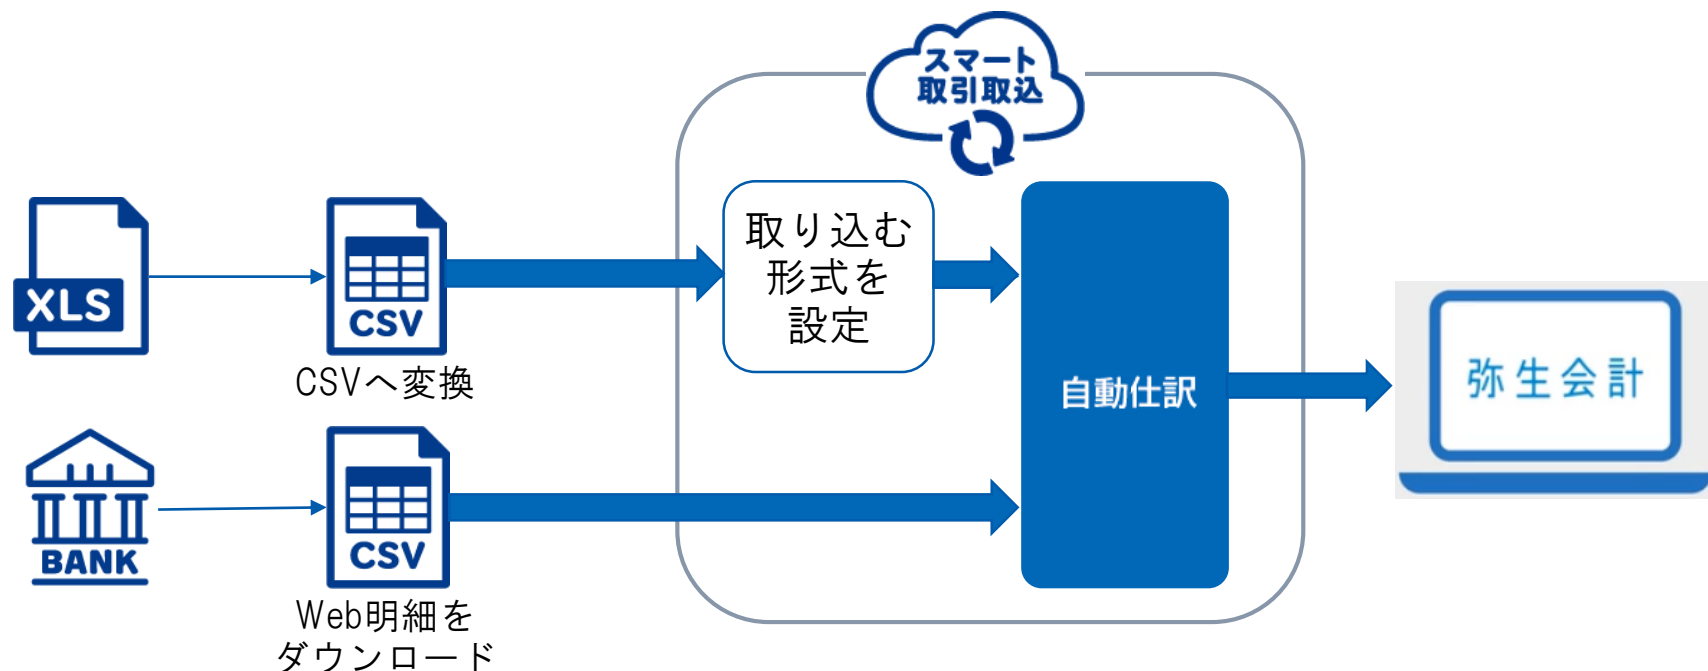 スマート
取引取込
XLS
CSV
CSVへ変換
取り込む
形式を
設定
自動仕訳
弥生会計
BANK
CSV
Web明細を
ダウンロード